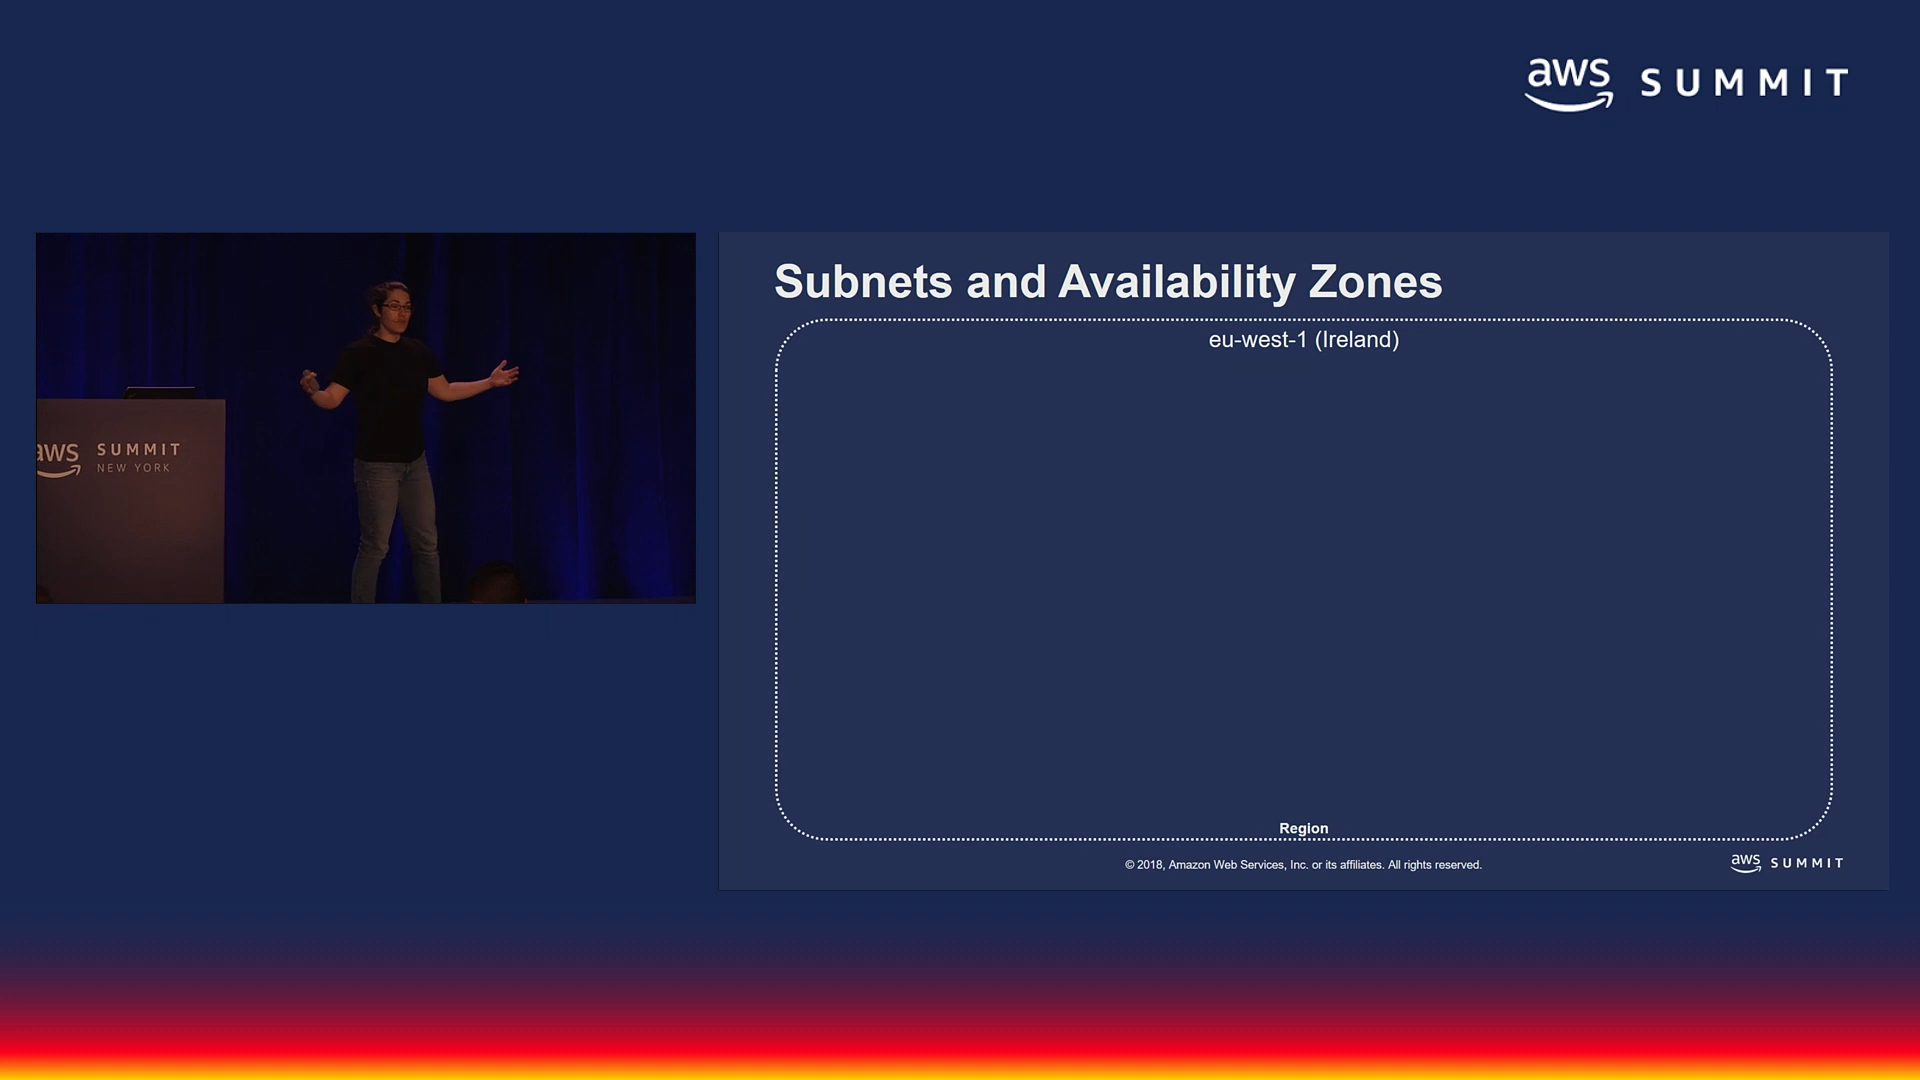 aws SUMMIT
aws SUMMIT
NEW YORK
Subnets and Availability Zones
eu-west-1 (Ireland)
Region
© 2018, Amazon Web Services, Inc. or its affiliates. All rights reserved.
aws SUMMIT